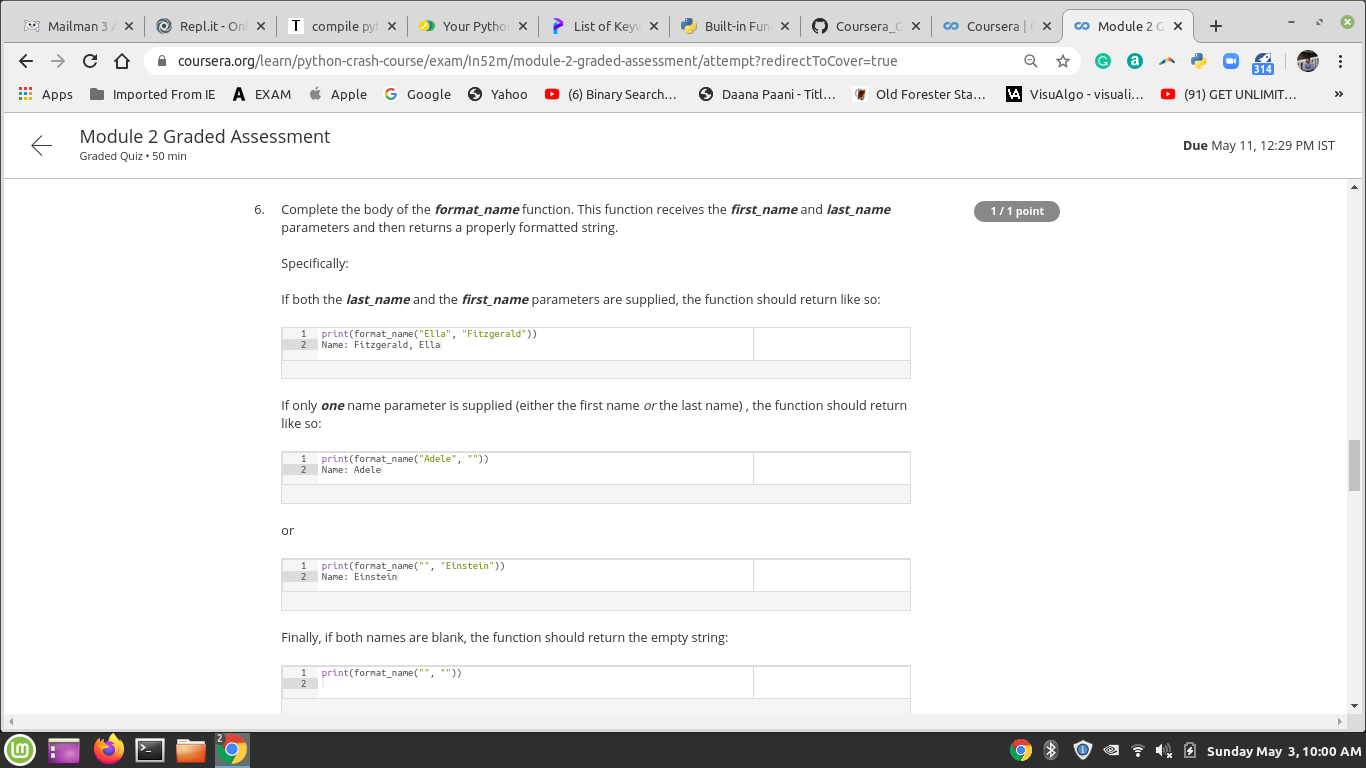 Mailman 3 A
Repl.it - Onl
T compile pyt
Your Python
List of Keyw
Built-in Fun
Coursera_G
Coursera | C
Module 2 G
coursera.org/learn/python-crash-course/exam/In52m/module-2-graded-assessment/attempt?redirectToCover=true
314
Apps
Imported From IE
A EXAM
Apple
G Google
Yahoo
(6) Binary Search...
Daana Paani - Titl...
Old Forester Sta...
VA VisuAlgo - visuali...
(91) GET UNLIMIT...
»
Module 2 Graded Assessment
Graded Quiz • 50 min
Due May 11, 12:29 PM IST
6. Complete the body of the format_name function. This function receives the first_name and last_name
parameters and then returns a properly formatted string.
1 / 1 point
Specifically:
If both the last_name and the first_name parameters are supplied, the function should return like so:
1 print(format_name("Ella", "Fitzgerald"))
2 Name: Fitzgerald, Ella
If only one name parameter is supplied (either the first name or the last name) , the function should return
like so:
1 print(format_name("Adele", ""))
2 Name: Adele
or
1 print(format_name("", "Einstein"))
2 Name: Einstein
Finally, if both names are blank, the function should return the empty string:
1 print(format_name("", ""))
2
2
Sunday May 3, 10:00 AM